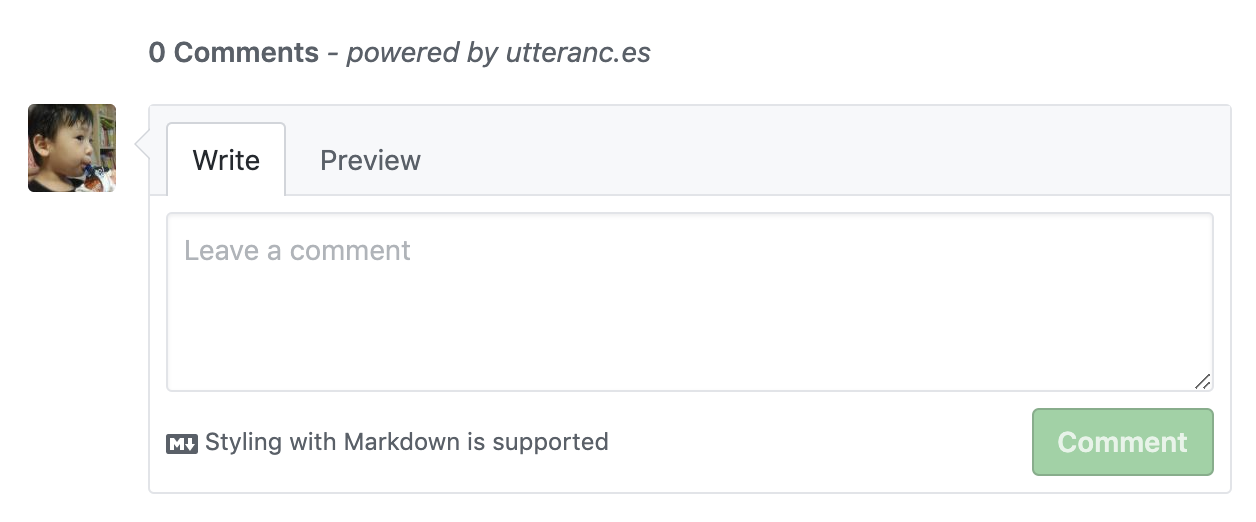 0 Comments - powered by utteranc.es
Write Preview
Leave a comment
M↓ Styling with Markdown is supported
Comment